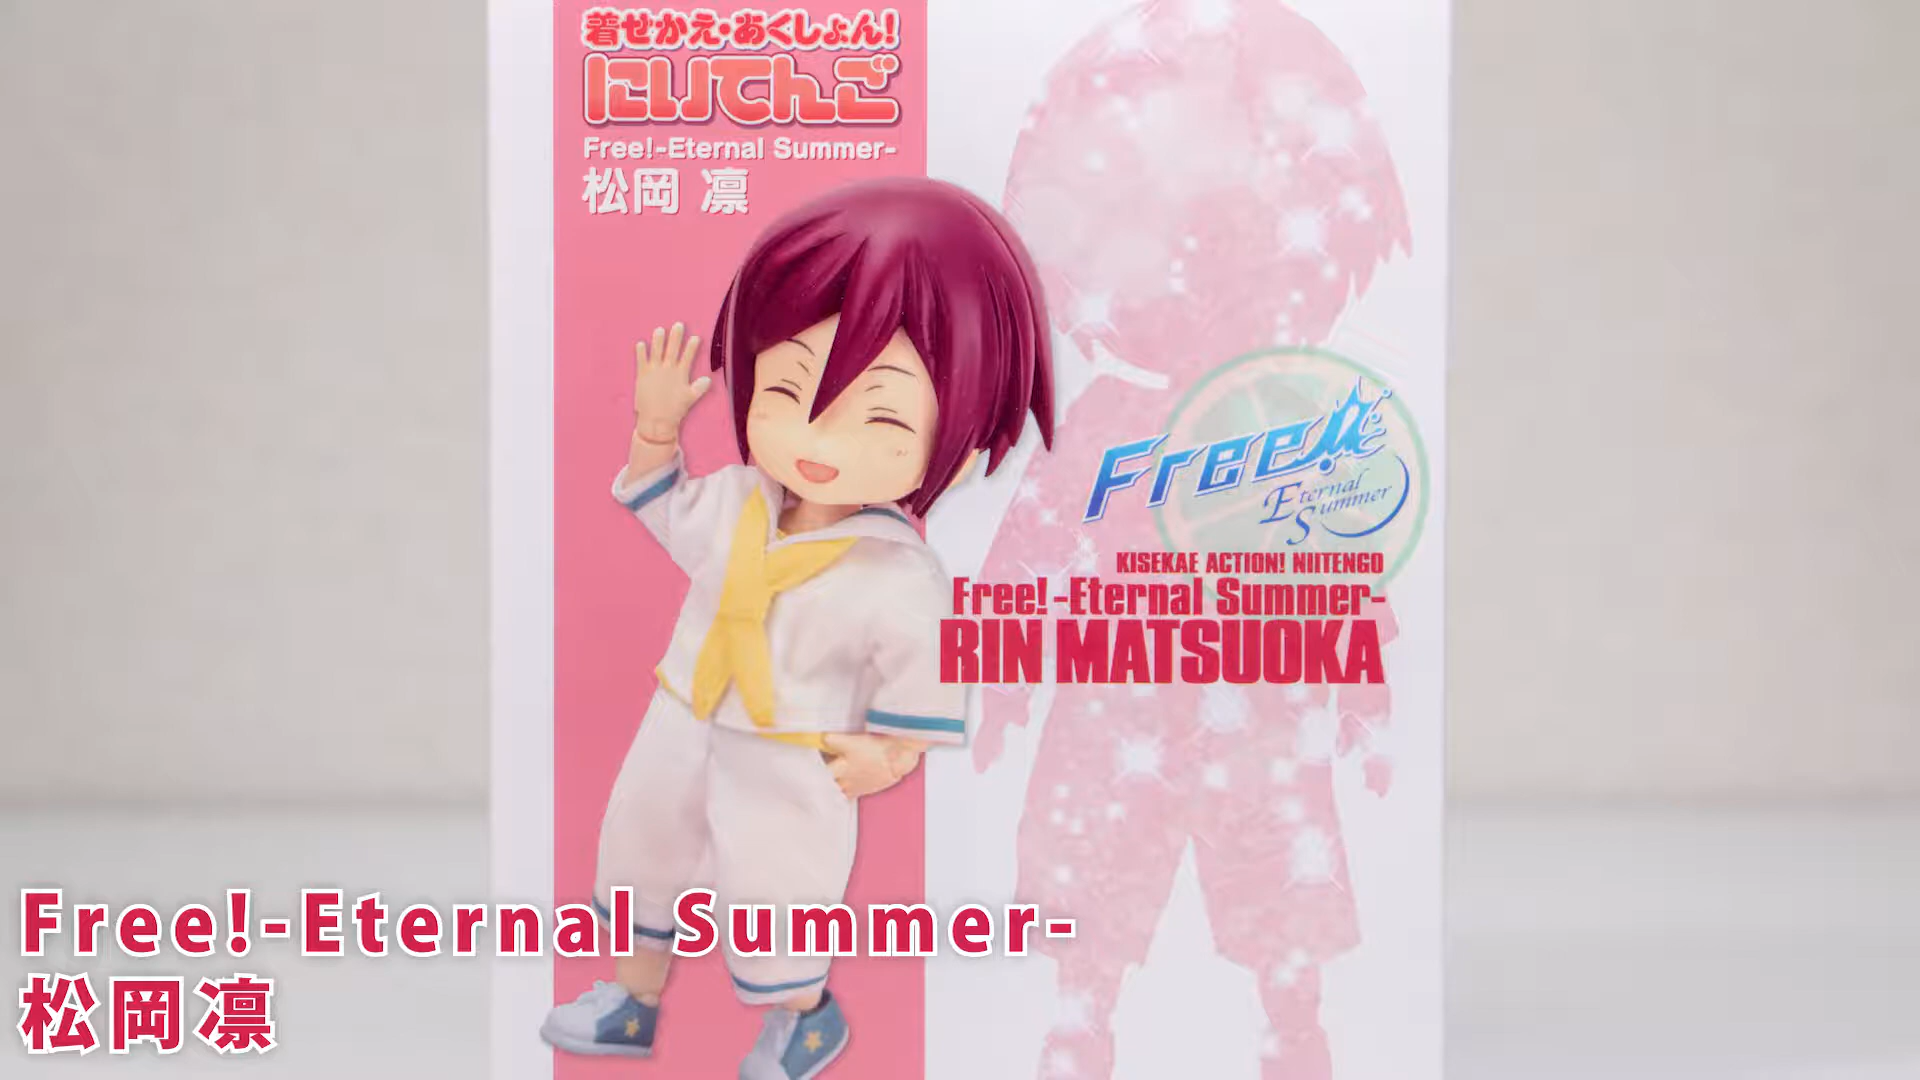 着せかえ・あくしょん!
にいてんご
Free!-Eternal Summer-
松岡 凛
Free!
Eternal
Summer
KISEKAE ACTION! NIITENGO
Free! -Eternal Summer-
RIN MATSUOKA
Free!-Eternal Summer-
松岡凛